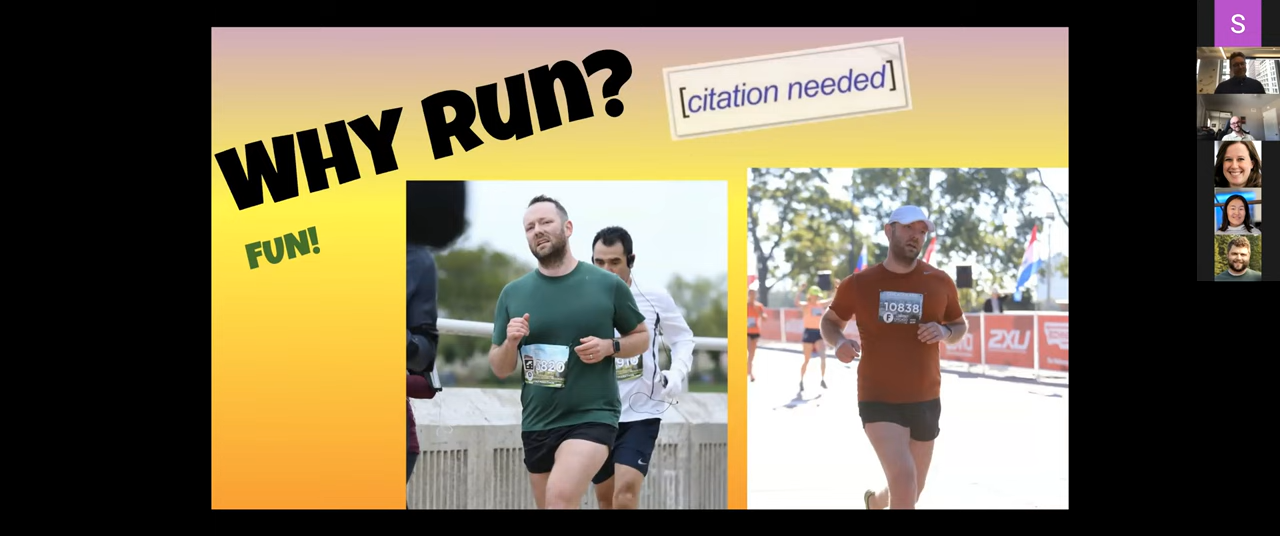 WHY Run?
[citation needed]
FUN!
10838
F
2XU
S